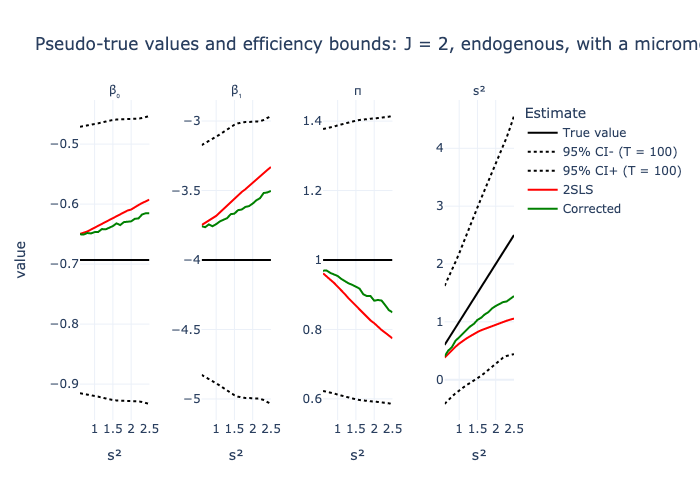 Pseudo-true values and efficiency bounds: J = 2, endogenous, with a
β₀
β₁
п
s²
Estimate
True value
95% CI- (T = 100)
95% CI+ (T = 100)
2SLS
Corrected
value
−0.5
−0.6
−0.7
−0.8
−0.9
−3
−3.5
−4
−4.5
−5
1.4
1.2
1
0.8
0.6
4
3
2
1
0
1 1.5 2 2.5
1 1.5 2 2.5
1 1.5 2 2.5
1 1.5 2 2.5
s²
s²
s²
s²